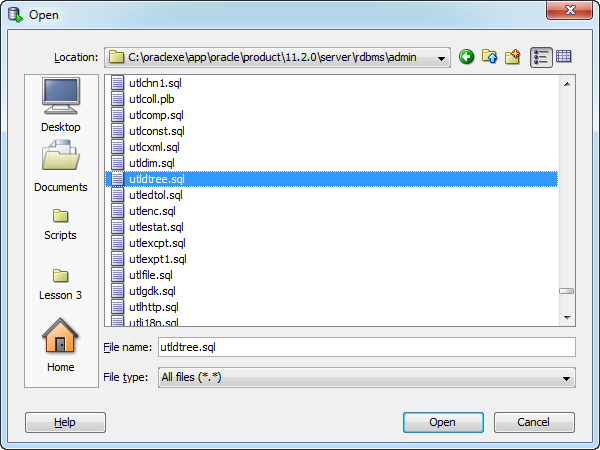 Open
Location: C:\oraclexe\app\oracle\product\11.2.0\server\rdbms\admin
Desktop
Documents
Scripts
Lesson 3
Home
utlchn1.sql
utlcoll.plb
utlcomp.sql
utlconst.sql
utlcxml.sql
utldim.sql
utldtree.sql
utledtol.sql
utlenc.sql
utlestat.sql
utlexcpt.sql
utlexpt1.sql
utlfile.sql
utlgdk.sql
utlhttp.sql
utli18n.sql
File name: utldtree.sql
File type: All files (*.*)
Help
Open
Cancel